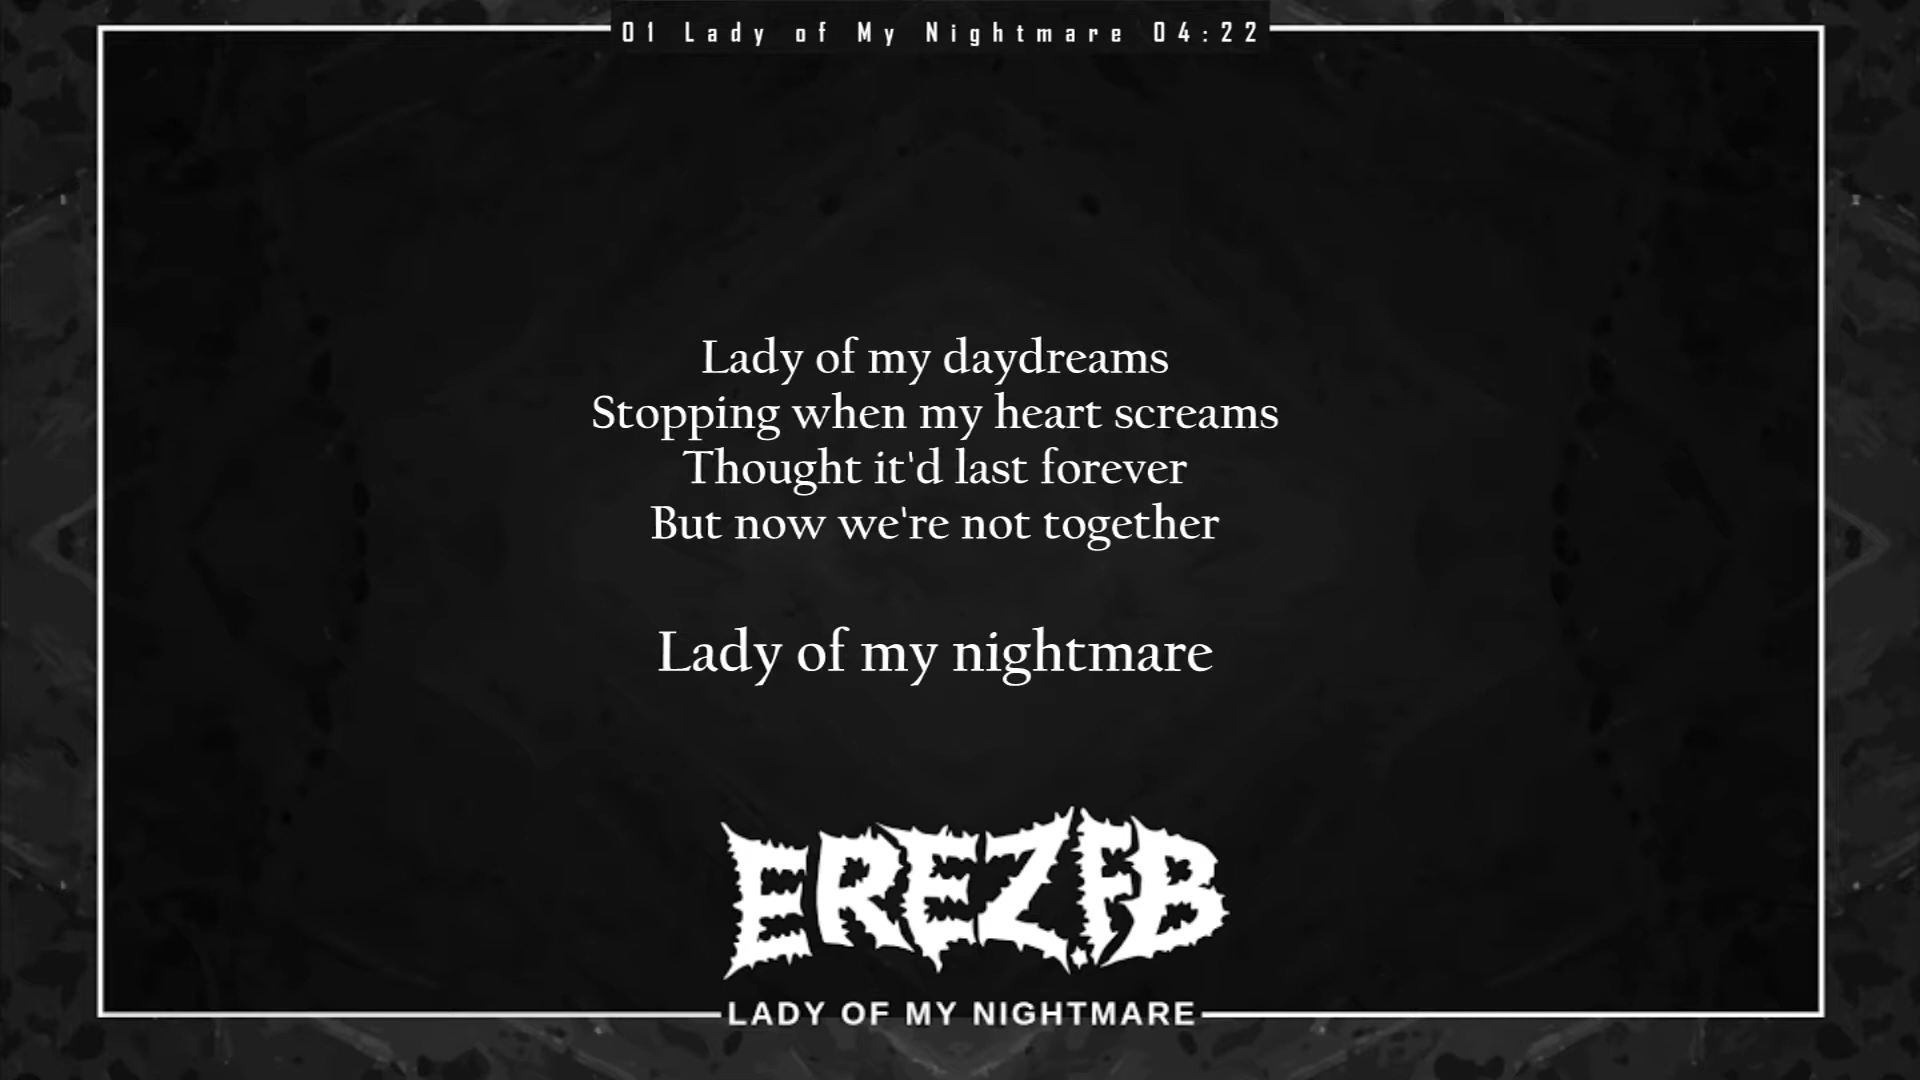 01 Lady of My Nightmare 04:22
Lady of my daydreams
Stopping when my heart screams
Thought it'd last forever
But now we're not together
Lady of my nightmare
EREZ.FB
LADY OF MY NIGHTMARE